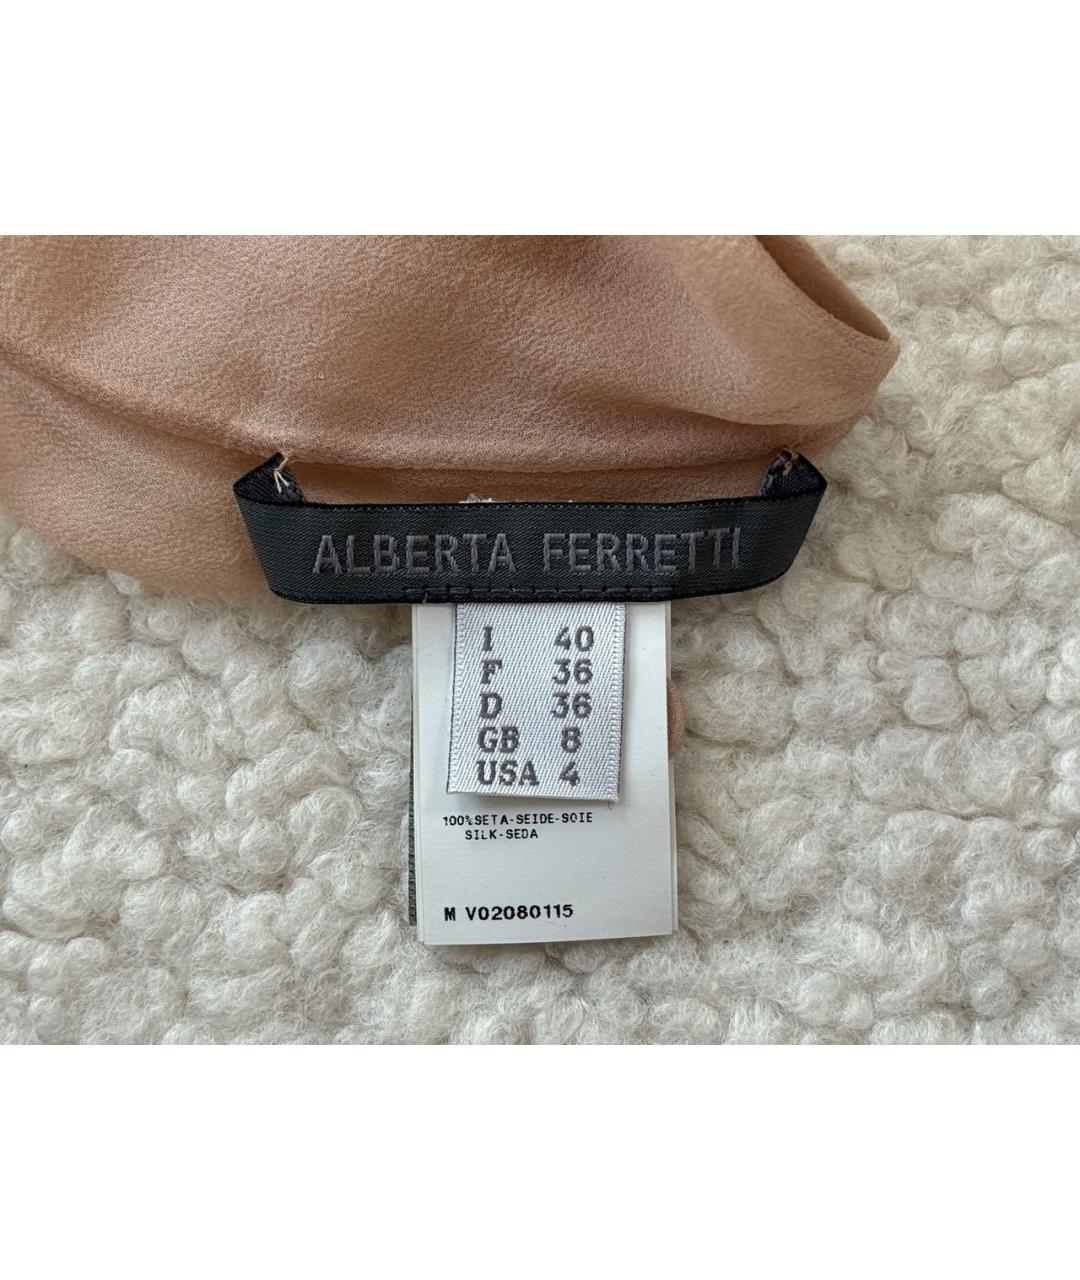 ALBERTA FERRETTI
I 40
F 36
D 36
GB 8
USA 4
100%SETA-SEIDE-SOIE
SILK-SEDA
M V02080115